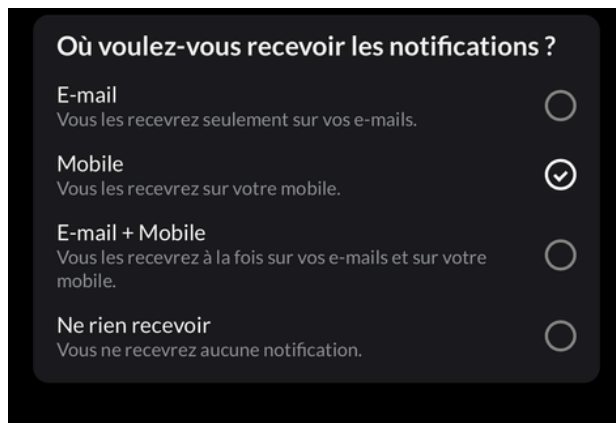 Où voulez-vous recevoir les notifications ?
E-mail
Vous les recevrez seulement sur vos e-mails.
Mobile
Vous les recevrez sur votre mobile.
E-mail + Mobile
Vous les recevrez à la fois sur vos e-mails et sur votre
mobile.
Ne rien recevoir
Vous ne recevrez aucune notification.